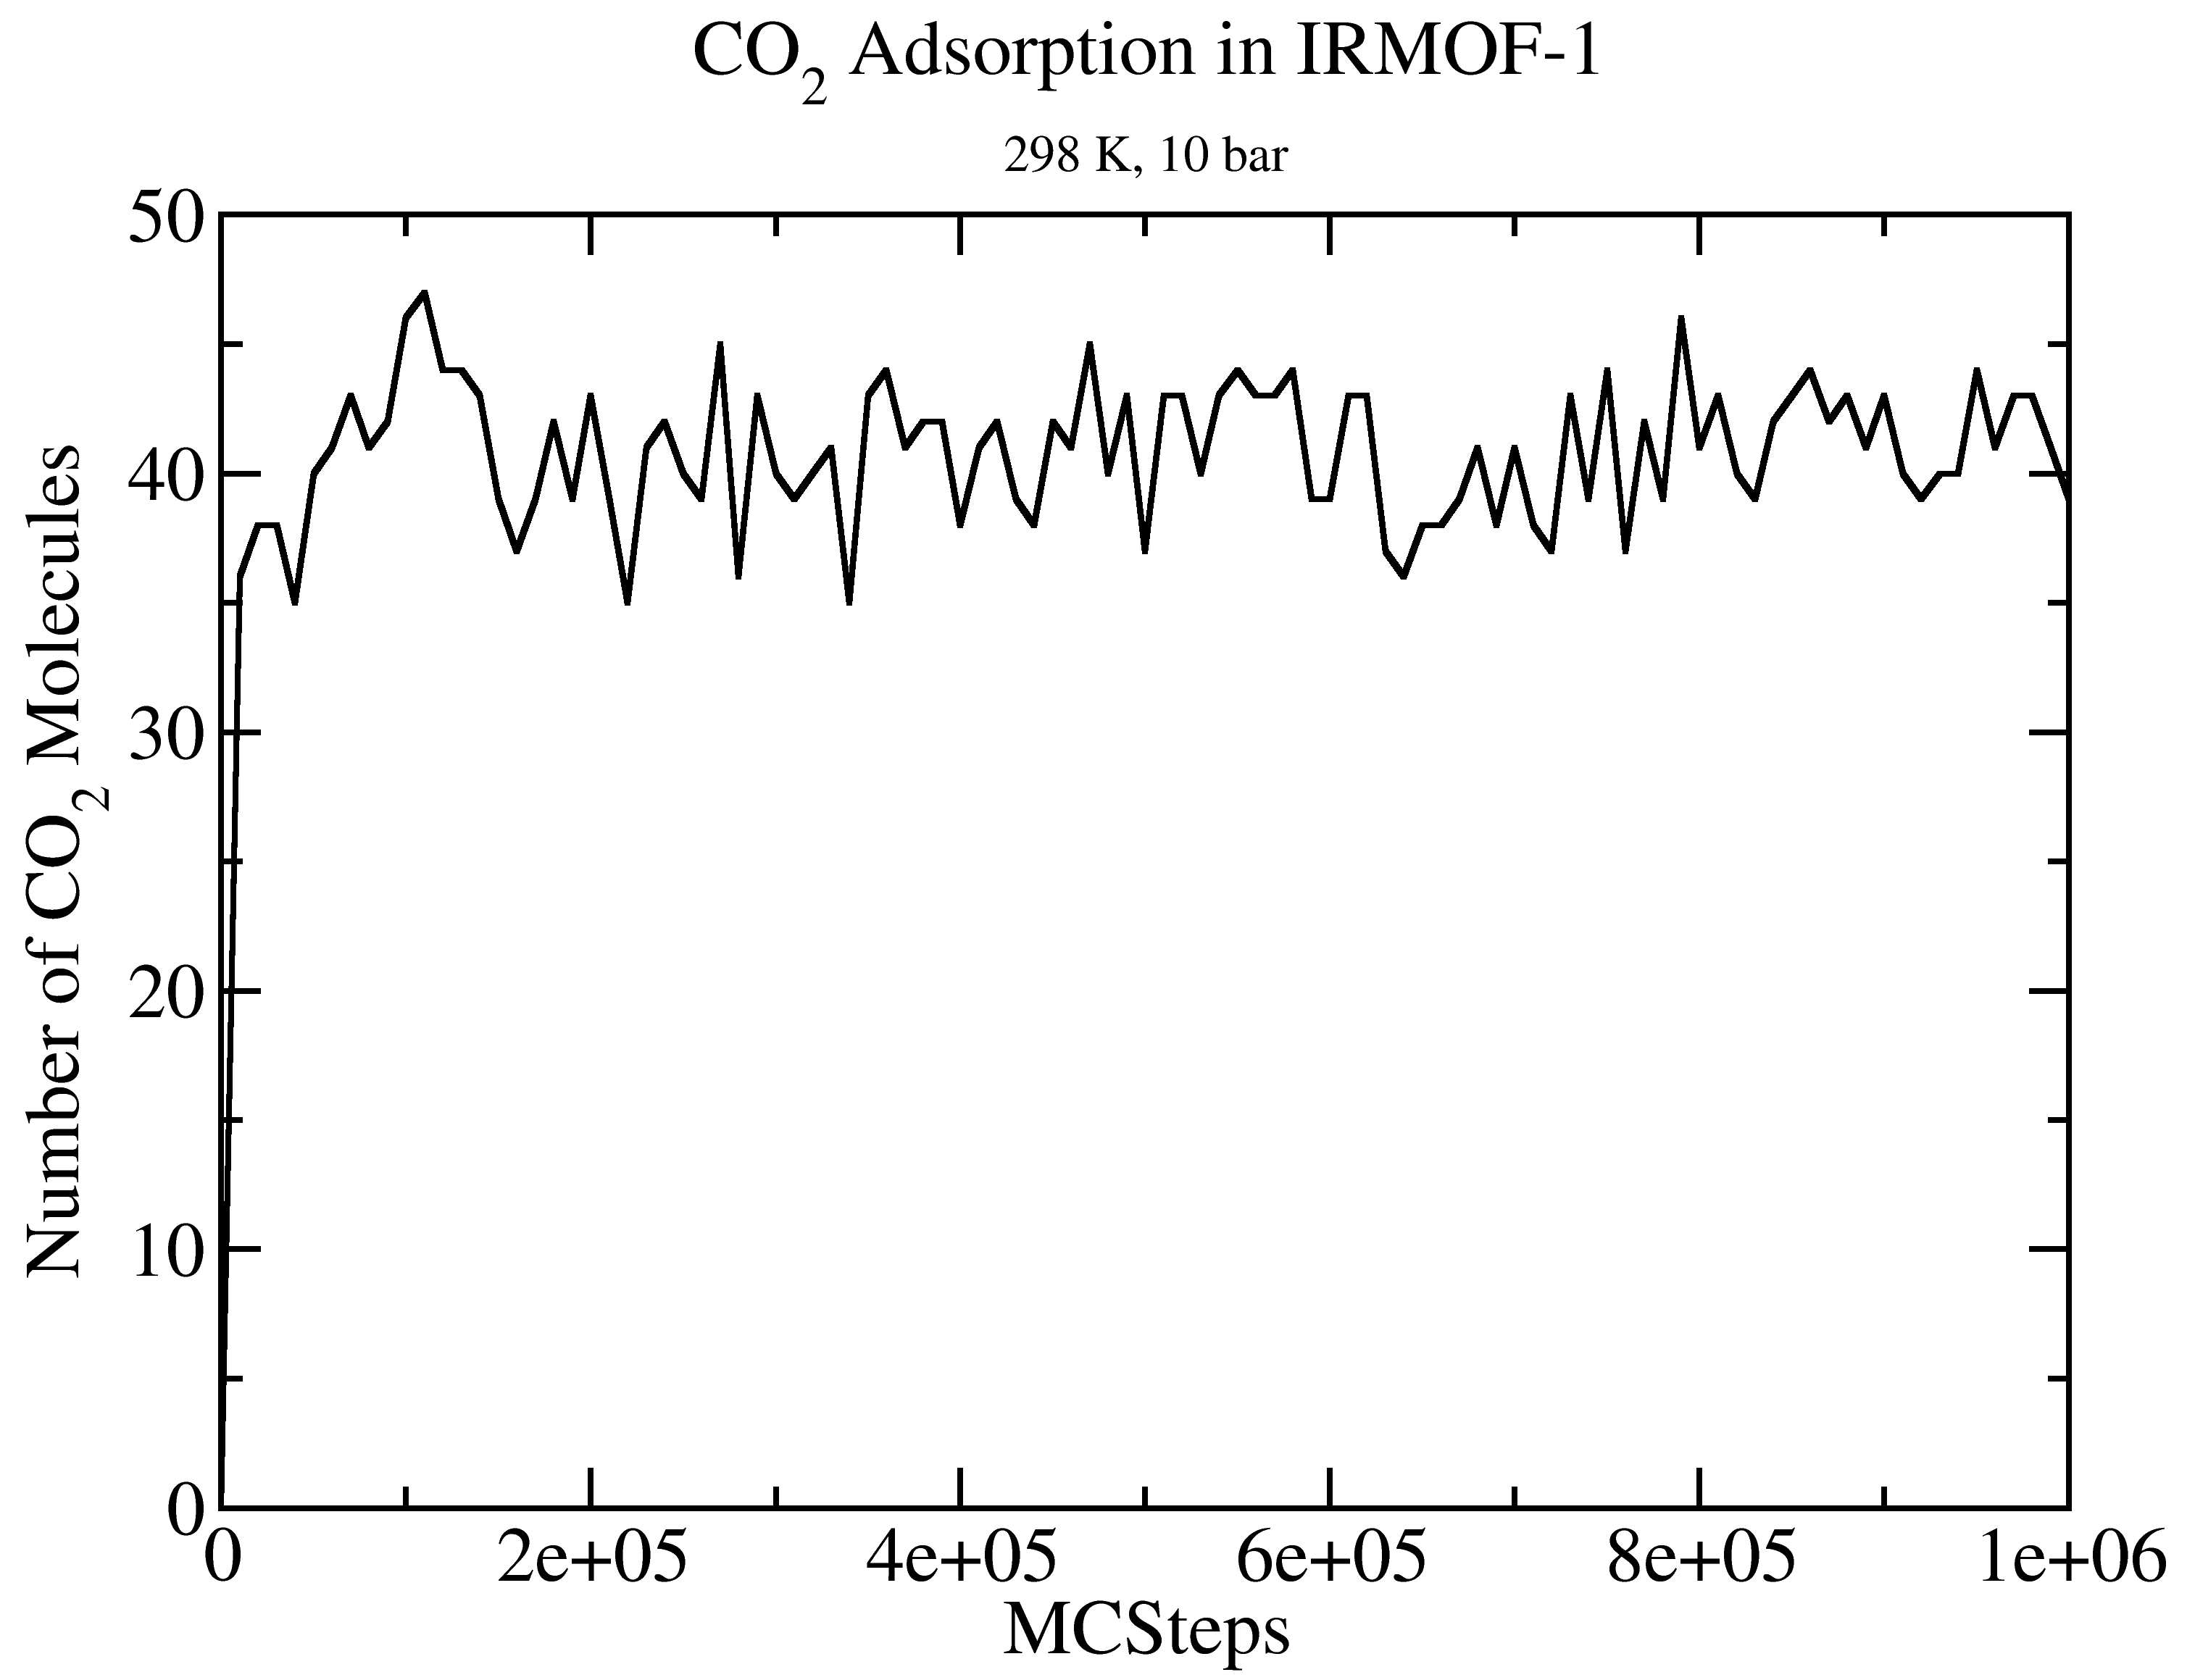 CO2 Adsorption in IRMOF-1
298 K, 10 bar
50
40
30
20
10
0
Number of CO2 Molecules
0 2e+05 4e+05 6e+05 8e+05 1e+06
MCSteps